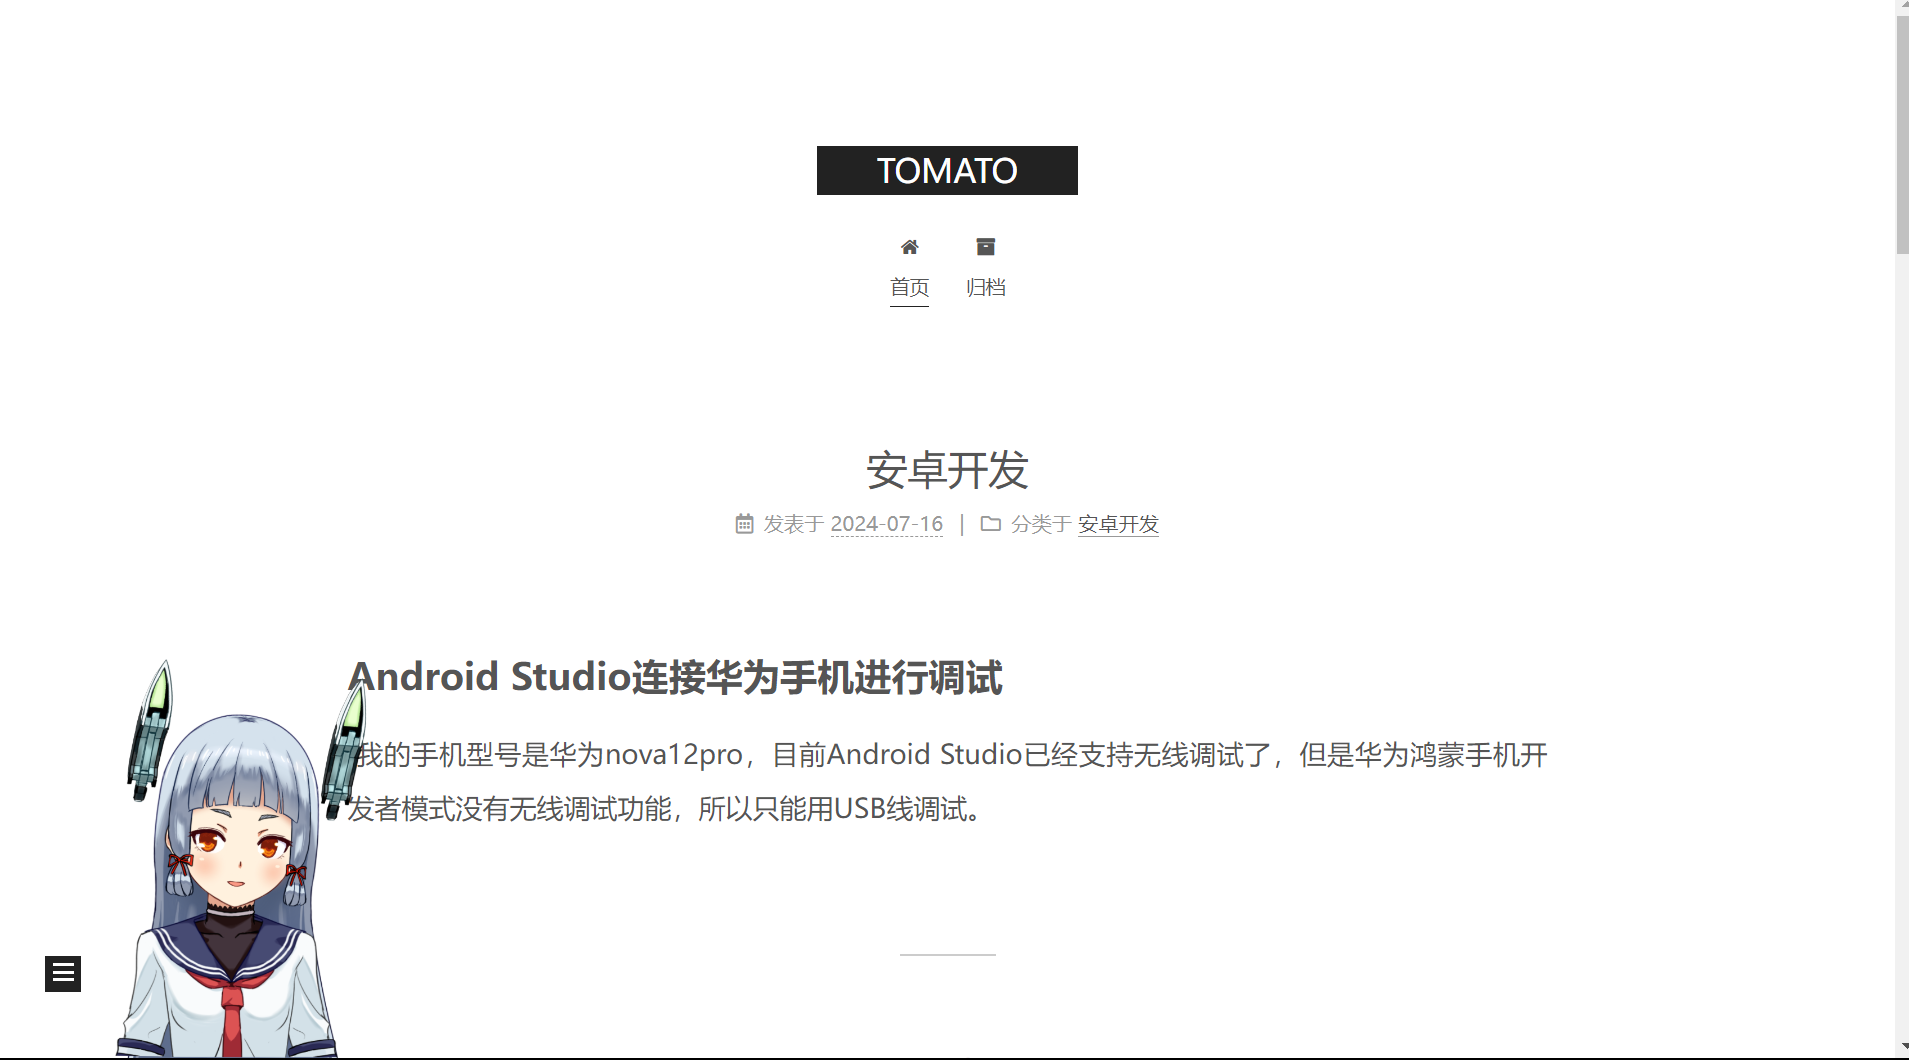 TOMATO
首页 归档
安卓开发
发表于 2024-07-16 | 分类于 安卓开发
Android Studio连接华为手机进行调试
我的手机型号是华为nova12pro，目前Android Studio已经支持无线调试了，但是华为鸿蒙手机开
发者模式没有无线调试功能，所以只能用USB线调试。